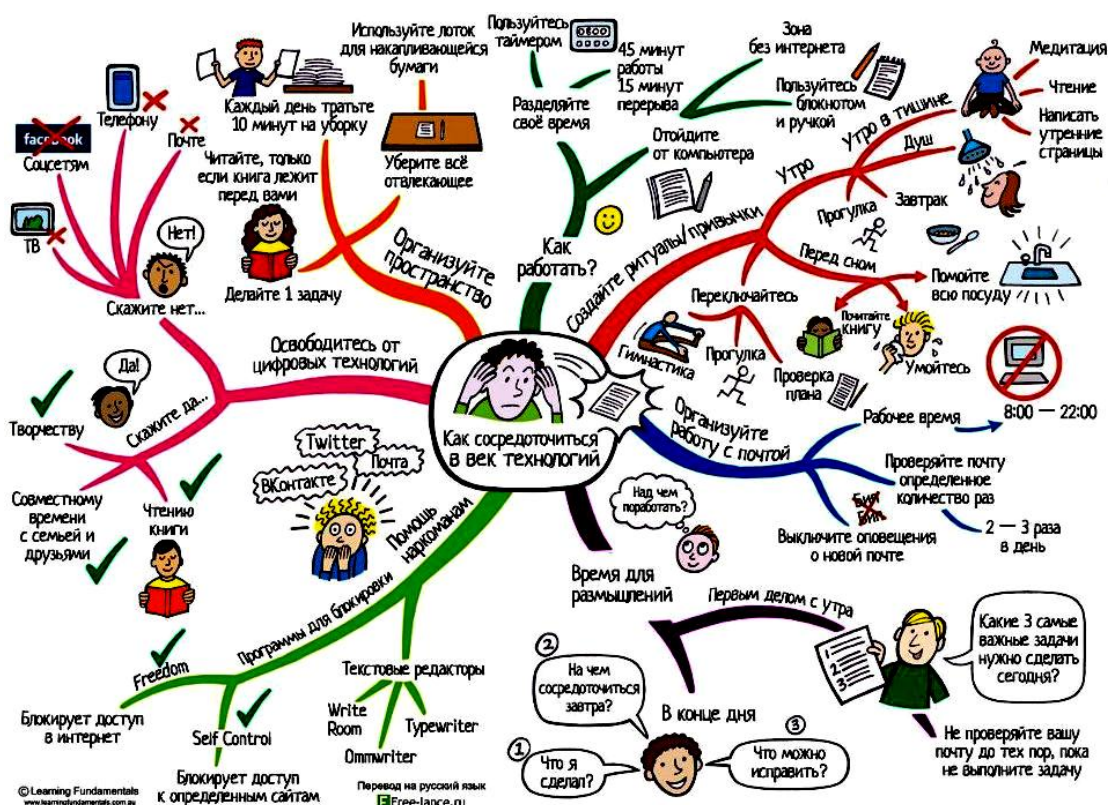 Как сосредоточиться
в век технологий
Как
работать?
Разделяйте
своё время
Пользуйтесь
таймером
45 минут
работы
15 минут
перерыва
Отойдите
от компьютера
Зона
без интернета
Пользуйтесь
блокнотом
и ручкой
Создайте ритуалы/привычки
Утро
Утро в тишине
Медитация
Чтение
Написать
утренние
страницы
Душ
Завтрак
Прогулка
Перед сном
Помойте
всю посуду
Почитайте
книгу
Умойтесь
Переключайтесь
Гимнастика
Прогулка
Проверка
плана
Организуйте
работу с почтой
Рабочее время
8:00 — 22:00
Проверяйте почту
определенное
количество раз
2 — 3 раза
в день
Выключите оповещения
о новой почте
Над чем
поработать?
Время для
размышлений
Первым делом с утра
Какие 3 самые
важные задачи
нужно сделать
сегодня?
1
2
3
Не проверяйте вашу
почту до тех пор, пока
не выполните задачу
В конце дня
1
Что я
сделал?
2
На чем
сосредоточиться
завтра?
3
Что можно
исправить?
Помощь
наркоманам
Twitter
Почта
ВКонтакте
Текстовые редакторы
Write
Room
Ommwriter
Typewriter
Программы для блокировки
Freedom
Блокирует доступ
в интернет
Self Control
Блокирует доступ
к определенным сайтам
Освободитесь от
цифровых технологий
Скажите да...
Да!
Творчеству
Совместному
времени
с семьей и
друзьями
Чтению
книги
Скажите нет...
Нет!
ТВ
facebook
Соцсетям
Телефону
Почте
Организуйте
пространство
Каждый день тратьте
10 минут на уборку
Используйте лоток
для накапливающейся
бумаги
Уберите всё
отвлекающее
Читайте, только
если книга лежит
перед вами
Делайте 1 задачу
© Learning Fundamentals
www.learningfundamentals.com.au
Перевод на русский язык
Free-lance.ru